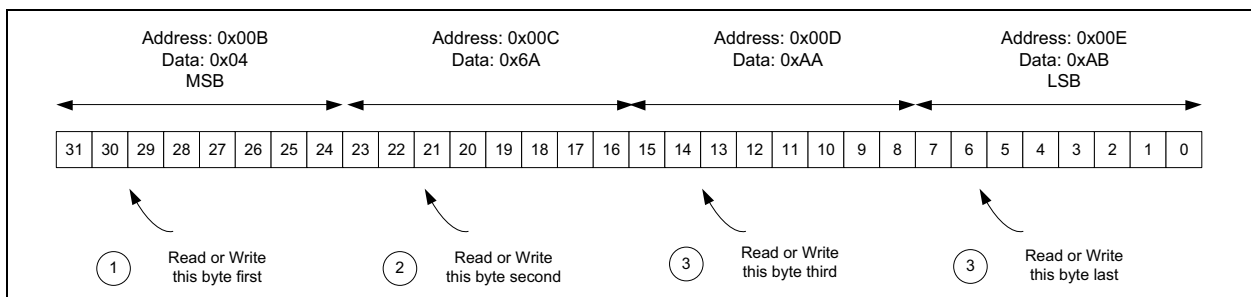 Address: 0x00B
Data: 0x04
MSB
Address: 0x00C
Data: 0x6A
Address: 0x00D
Data: 0xAA
Address: 0x00E
Data: 0xAB
LSB
31 30 29 28 27 26 25 24 23 22 21 20 19 18 17 16 15 14 13 12 11 10 9 8 7 6 5 4 3 2 1 0
1
Read or Write
this byte first
2
Read or Write
this byte second
3
Read or Write
this byte third
3
Read or Write
this byte last